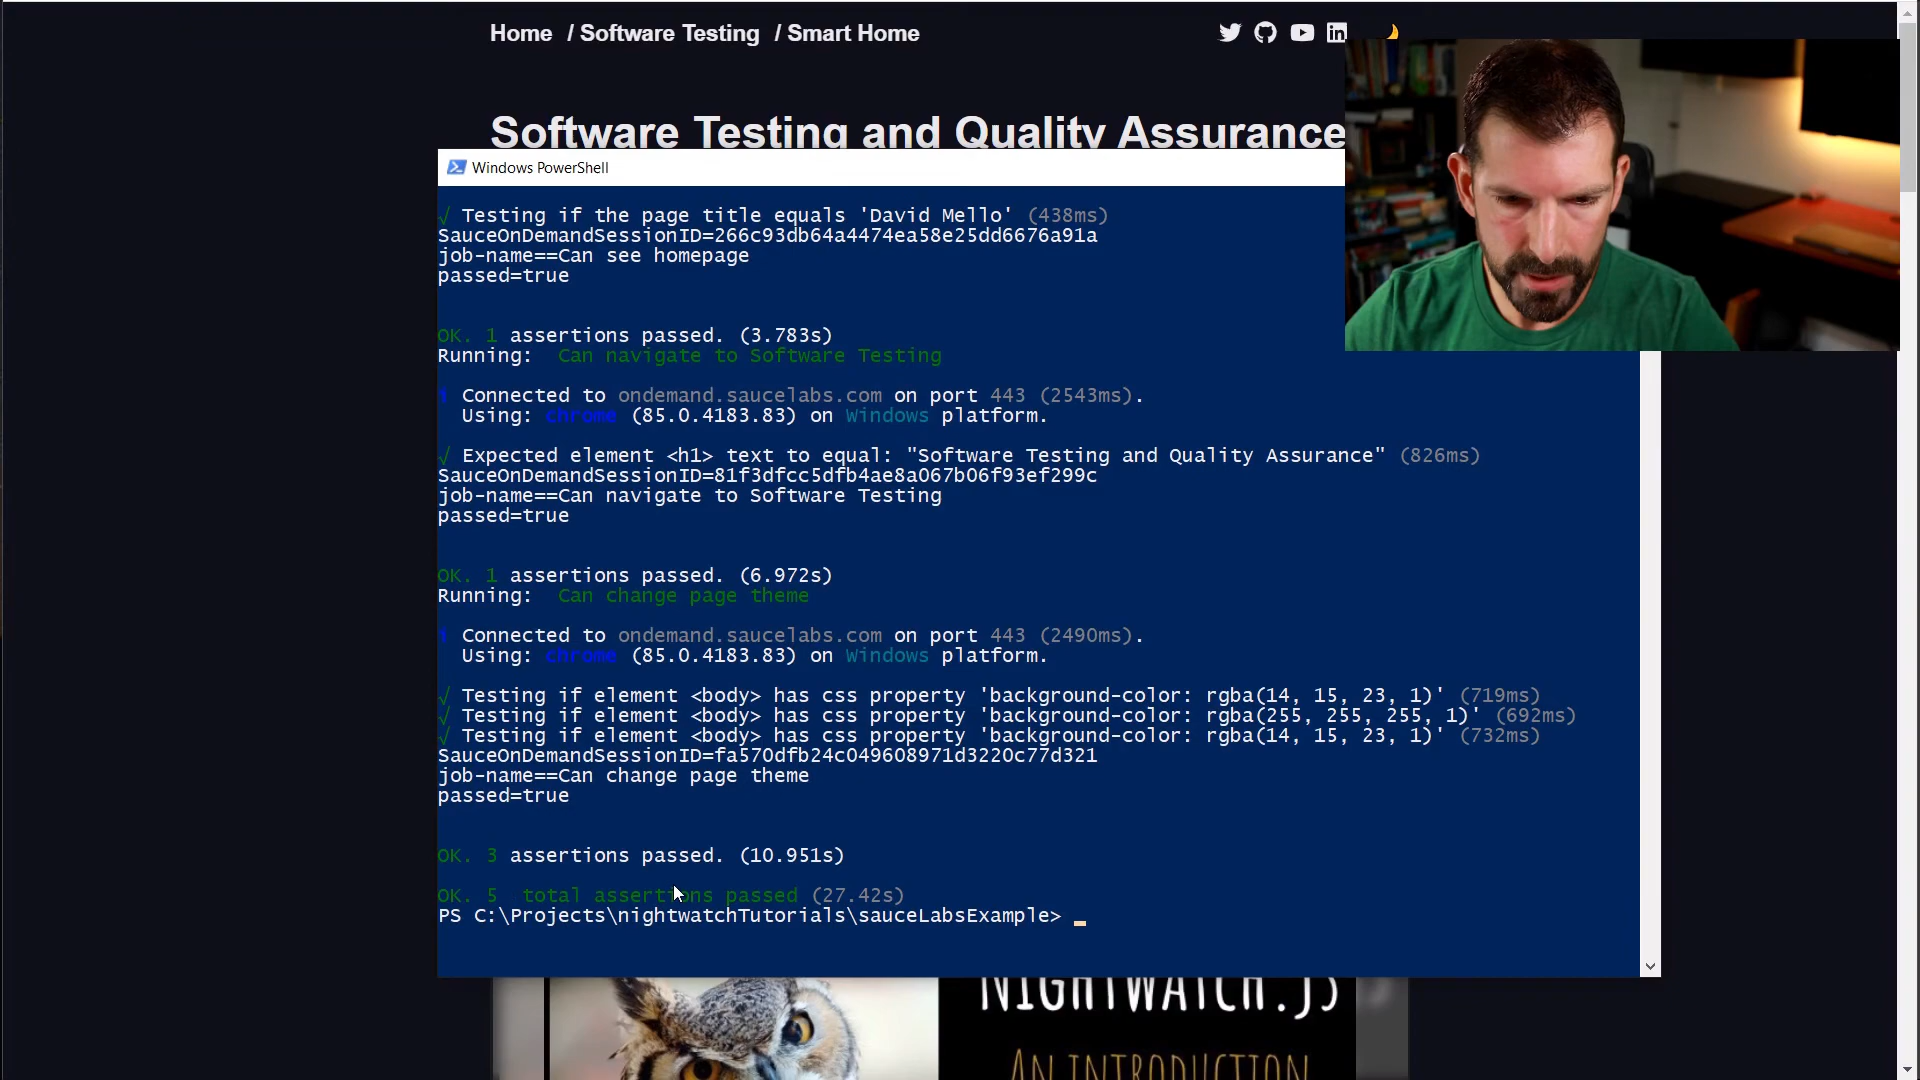 Home / Software Testing / Smart Home
Software Testing and Quality Assurance
Windows PowerShell
√ Testing if the page title equals 'David Mello' (438ms)
SauceOnDemandSessionID=266c93db64a4474ea58e25dd6676a91a
job-name==Can see homepage
passed=true
OK. 1 assertions passed. (3.783s)
Running: Can navigate to Software Testing
i Connected to ondemand.saucelabs.com on port 443 (2543ms).
Using: chrome (85.0.4183.83) on Windows platform.
√ Expected element <h1> text to equal: "Software Testing and Quality Assurance" (826ms)
SauceOnDemandSessionID=81f3dfcc5dfb4ae8a067b06f93ef299c
job-name==Can navigate to Software Testing
passed=true
OK. 1 assertions passed. (6.972s)
Running: Can change page theme
i Connected to ondemand.saucelabs.com on port 443 (2490ms).
Using: chrome (85.0.4183.83) on Windows platform.
√ Testing if element <body> has css property 'background-color: rgba(14, 15, 23, 1)' (719ms)
√ Testing if element <body> has css property 'background-color: rgba(255, 255, 255, 1)' (692ms)
√ Testing if element <body> has css property 'background-color: rgba(14, 15, 23, 1)' (732ms)
SauceOnDemandSessionID=fa570dfb24c049608971d3220c77d321
job-name==Can change page theme
passed=true
OK. 3 assertions passed. (10.951s)
OK. 5 total assertions passed (27.42s)
PS C:\Projects\nightwatchTutorials\sauceLabsExample>
NIGHTWATCH.JS
AN INTRODUCTION